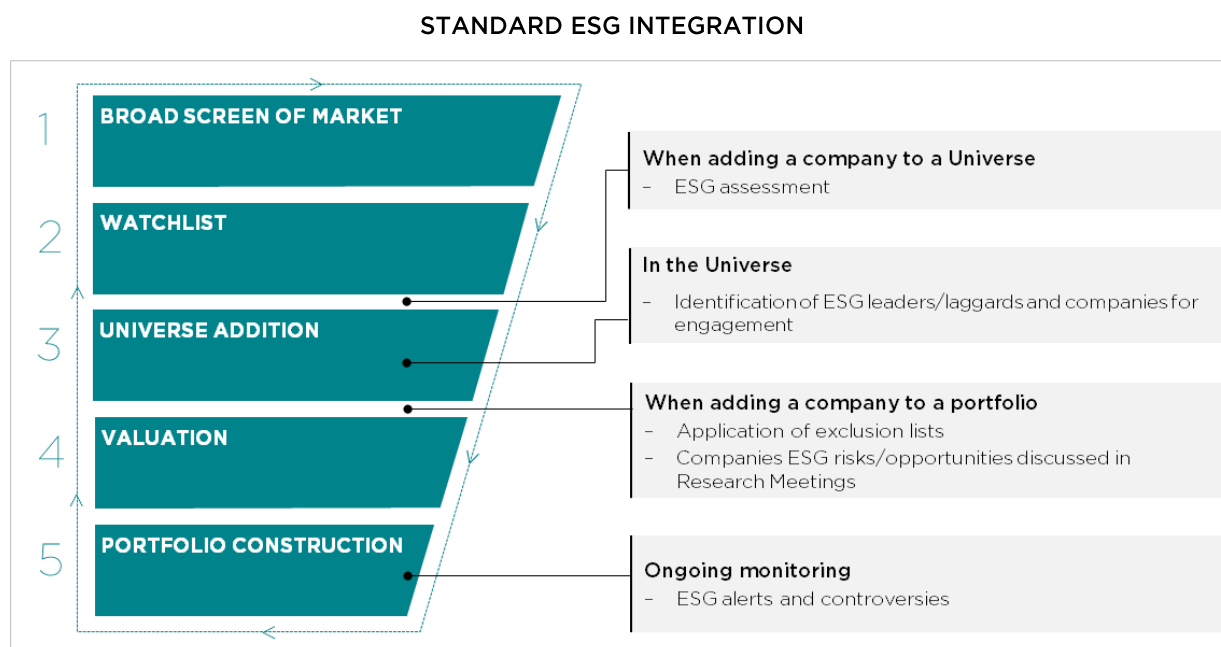 STANDARD ESG INTEGRATION
1
BROAD SCREEN OF MARKET
2
WATCHLIST
3
UNIVERSE ADDITION
4
VALUATION
5
PORTFOLIO CONSTRUCTION
When adding a company to a Universe
– ESG assessment
In the Universe
– Identification of ESG leaders/laggards and companies for
engagement
When adding a company to a portfolio
– Application of exclusion lists
– Companies ESG risks/opportunities discussed in
Research Meetings
Ongoing monitoring
– ESG alerts and controversies